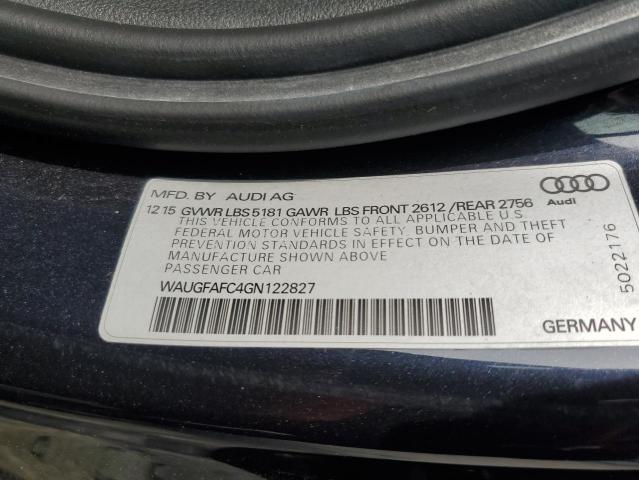 MFD. BY AUDI AG
Audi
12 15 GVWR LBS 5181 GAWR LBS FRONT 2612 /REAR 2756
THIS VEHICLE CONFORMS TO ALL APPLICABLE U.S
FEDERAL MOTOR VEHICLE SAFETY, BUMPER AND THEFT
PREVENTION STANDARDS IN EFFECT ON THE DATE OF
MANUFACTURE SHOWN ABOVE
PASSENGER CAR
WAUGFAFC4GN122827
5022176
GERMANY